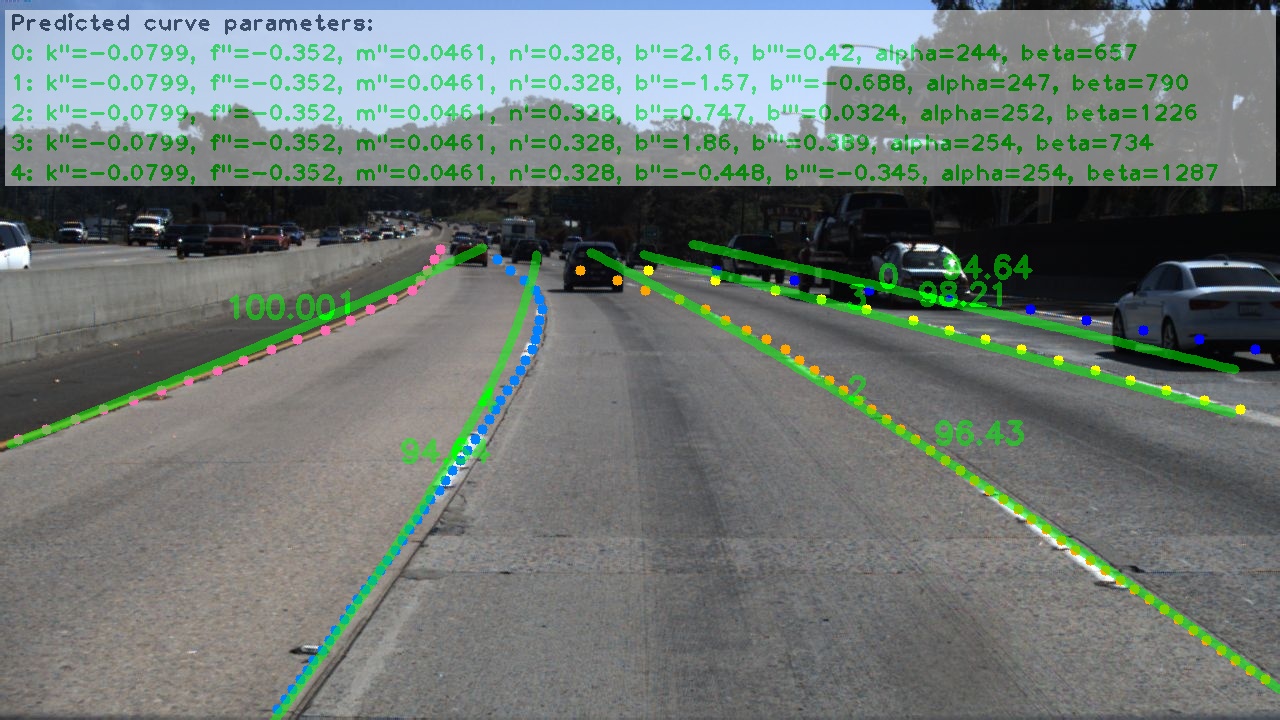 Predicted curve parameters:
0: k''=−0.0799, f''=−0.352, m''=0.0461, n'=0.328, b''=2.16, b'''=0.42, alpha=244, beta=657
1: k''=−0.0799, f''=−0.352, m''=0.0461, n'=0.328, b''=−1.57, b'''=−0.688, alpha=247, beta=790
2: k''=−0.0799, f''=−0.352, m''=0.0461, n'=0.328, b''=0.747, b'''=0.0324, alpha=252, beta=1226
3: k''=−0.0799, f''=−0.352, m''=0.0461, n'=0.328, b''=1.86, b'''=0.389, alpha=254, beta=734
4: k''=−0.0799, f''=−0.352, m''=0.0461, n'=0.328, b''=−0.448, b'''=−0.345, alpha=254, beta=1287
0 94.64
3 98.21
100.001
2
96.43